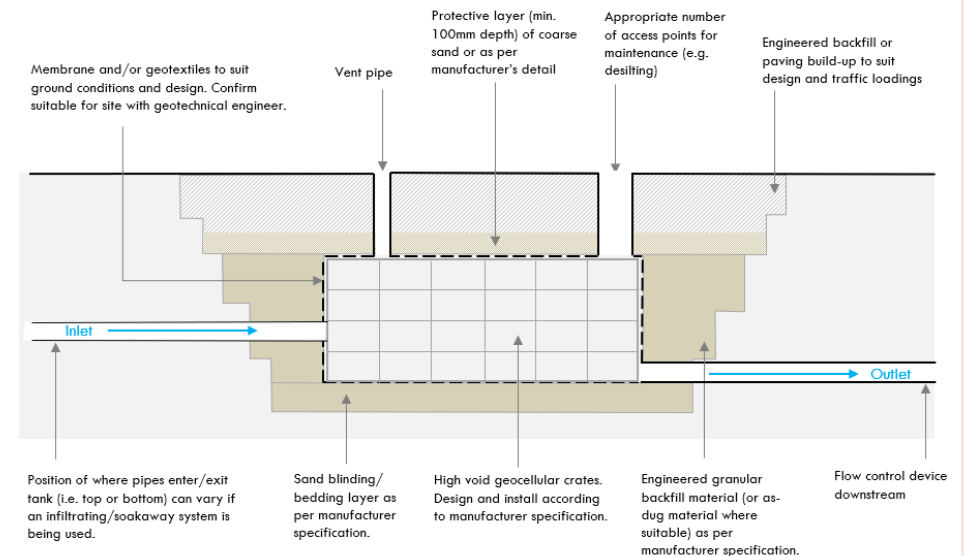 Membrane and/or geotextiles to suit
ground conditions and design. Confirm
suitable for site with geotechnical engineer.
Vent pipe
Protective layer (min.
100mm depth) of coarse
sand or as per
manufacturer's detail
Appropriate number
of access points for
maintenance (e.g.
desilting)
Engineered backfill or
paving build-up to suit
design and traffic loadings
Inlet
Outlet
Position of where pipes enter/exit
tank (i.e. top or bottom) can vary if
an infiltrating/soakaway system is
being used.
Sand blinding/
bedding layer as
per manufacturer
specification.
High void geocellular crates.
Design and install according
to manufacturer specification.
Engineered granular
backfill material (or as-
dug material where
suitable) as per
manufacturer specification.
Flow control device
downstream